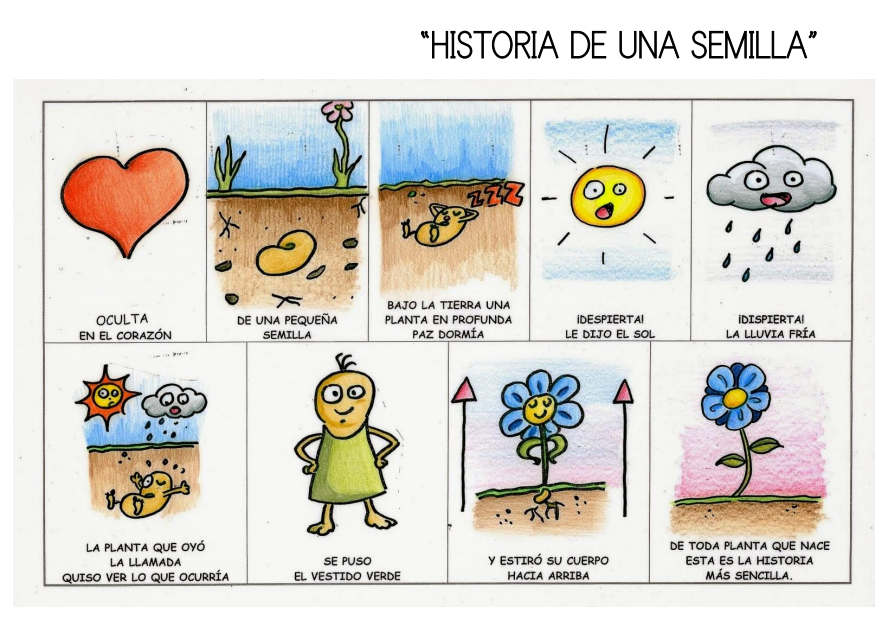 "HISTORIA DE UNA SEMILLA"
OCULTA
EN EL CORAZÓN
DE UNA PEQUEÑA
SEMILLA
ZZZZ
BAJO LA TIERRA UNA
PLANTA EN PROFUNDA
PAZ DORMÍA
¡DESPIERTA!
LE DIJO EL SOL
¡DISPIERTA!
LA LLUVIA FRÍA
LA PLANTA QUE OYÓ
LA LLAMADA
QUISO VER LO QUE OCURRÍA
SE PUSO
EL VESTIDO VERDE
Y ESTIRÓ SU CUERPO
HACIA ARRIBA
DE TODA PLANTA QUE NACE
ESTA ES LA HISTORIA
MÁS SENCILLA.